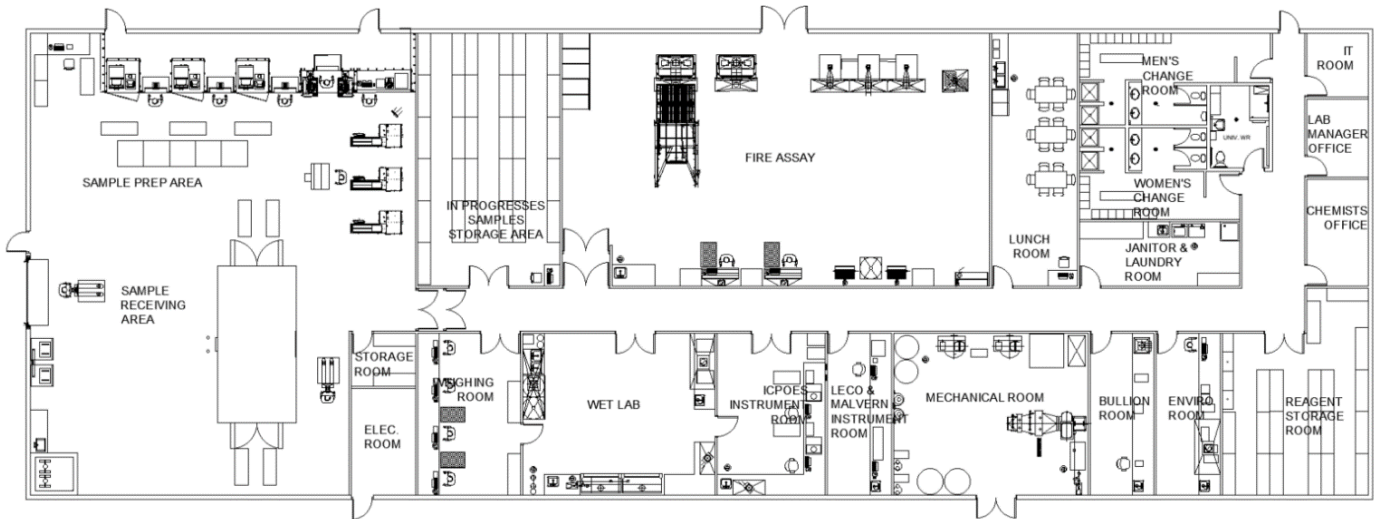 IT
ROOM
MEN'S
CHANGE
ROOM
LAB
MANAGER
OFFICE
UNIV. WR
FIRE ASSAY
SAMPLE PREP AREA
WOMEN'S
CHANGE
ROOM
IN PROGRESSES
SAMPLES
STORAGE AREA
CHEMISTS
OFFICE
LUNCH
ROOM
JANITOR &
LAUNDRY
ROOM
SAMPLE
RECEIVING
AREA
STORAGE
ROOM
WEIGHING
ROOM
WET LAB
ICPOES
INSTRUMENT
ROOM
LECO &
MALVERN
INSTRUMENT
ROOM
MECHANICAL ROOM
BULLION
ROOM
ENVIRO
ROOM
REAGENT
STORAGE
ROOM
ELEC.
ROOM